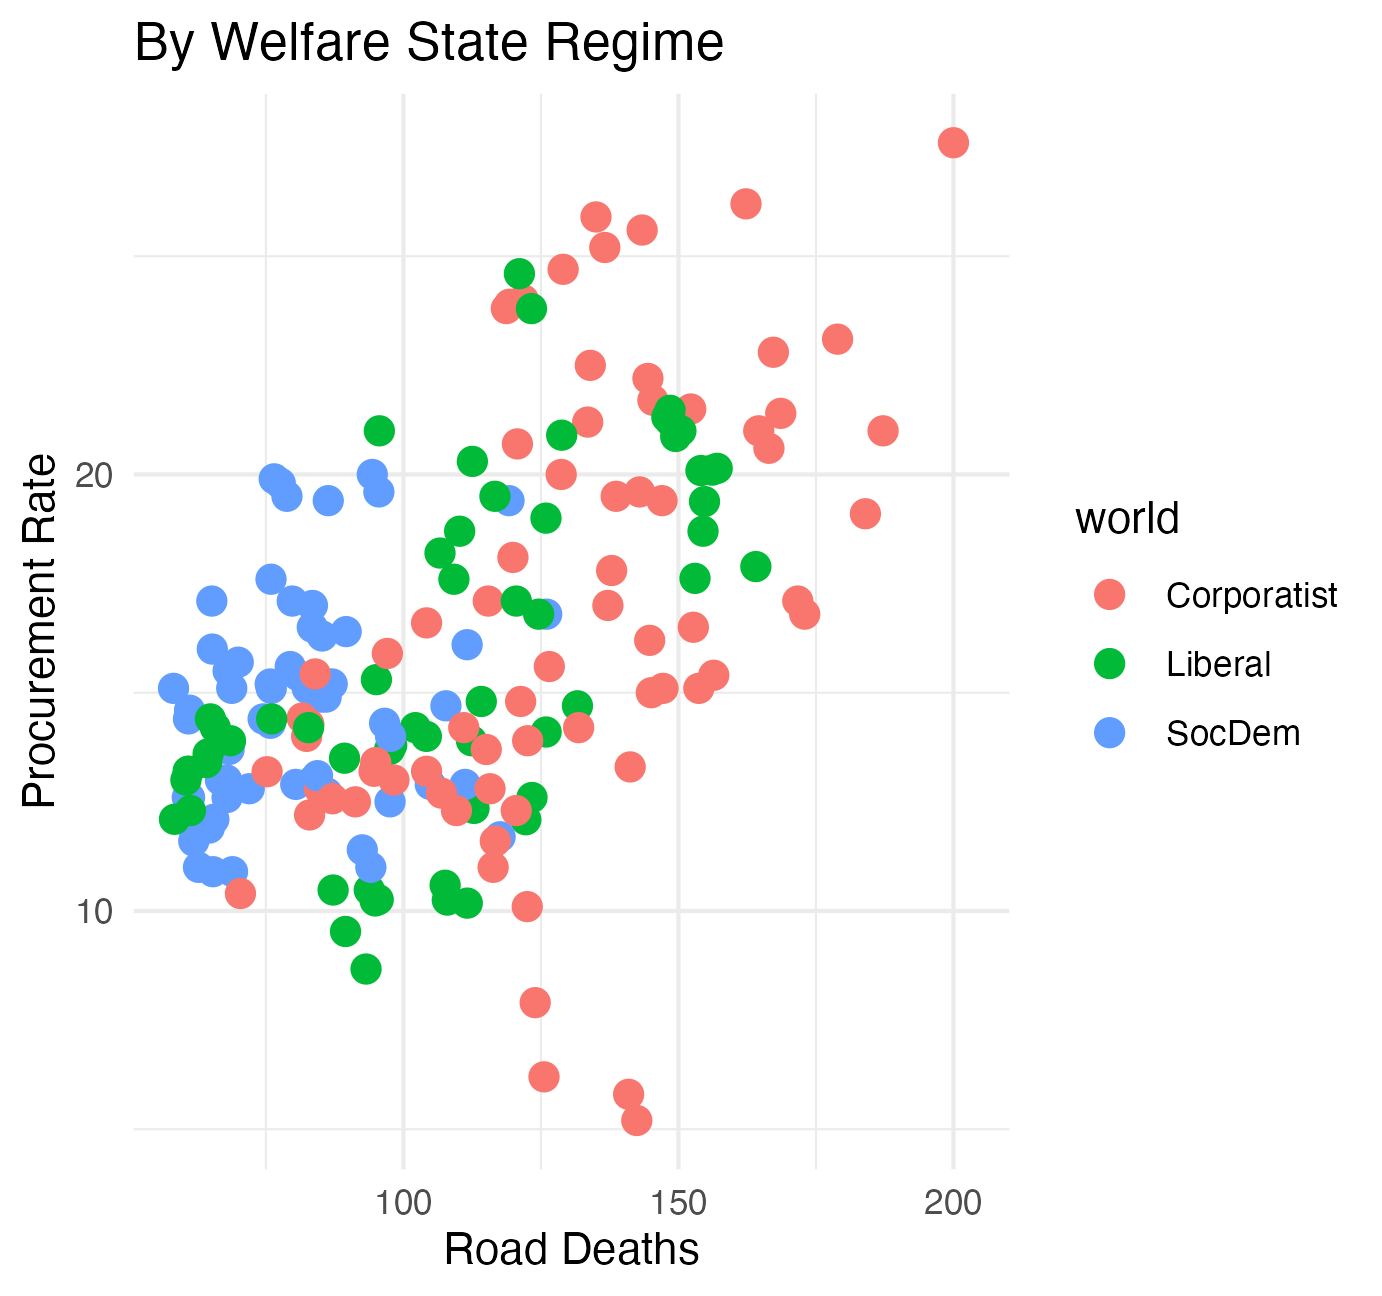 By Welfare State Regime
Procurement Rate
20
10
100
150
200
Road Deaths
world
Corporatist
Liberal
SocDem